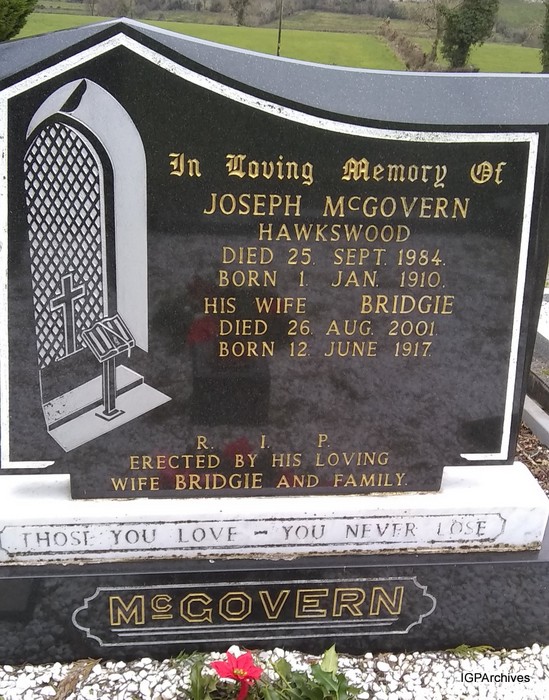 In Loving Memory Of
JOSEPH McGOVERN
HAWKSWOOD
DIED 25. SEPT. 1984.
BORN 1. JAN. 1910.
HIS WIFE BRIDGIE
DIED 26. AUG. 2001.
BORN 12. JUNE 1917.
R. I. P.
ERECTED BY HIS LOVING
WIFE BRIDGIE AND FAMILY.
THOSE YOU LOVE - YOU NEVER LOSE
McGOVERN
IGPArchives